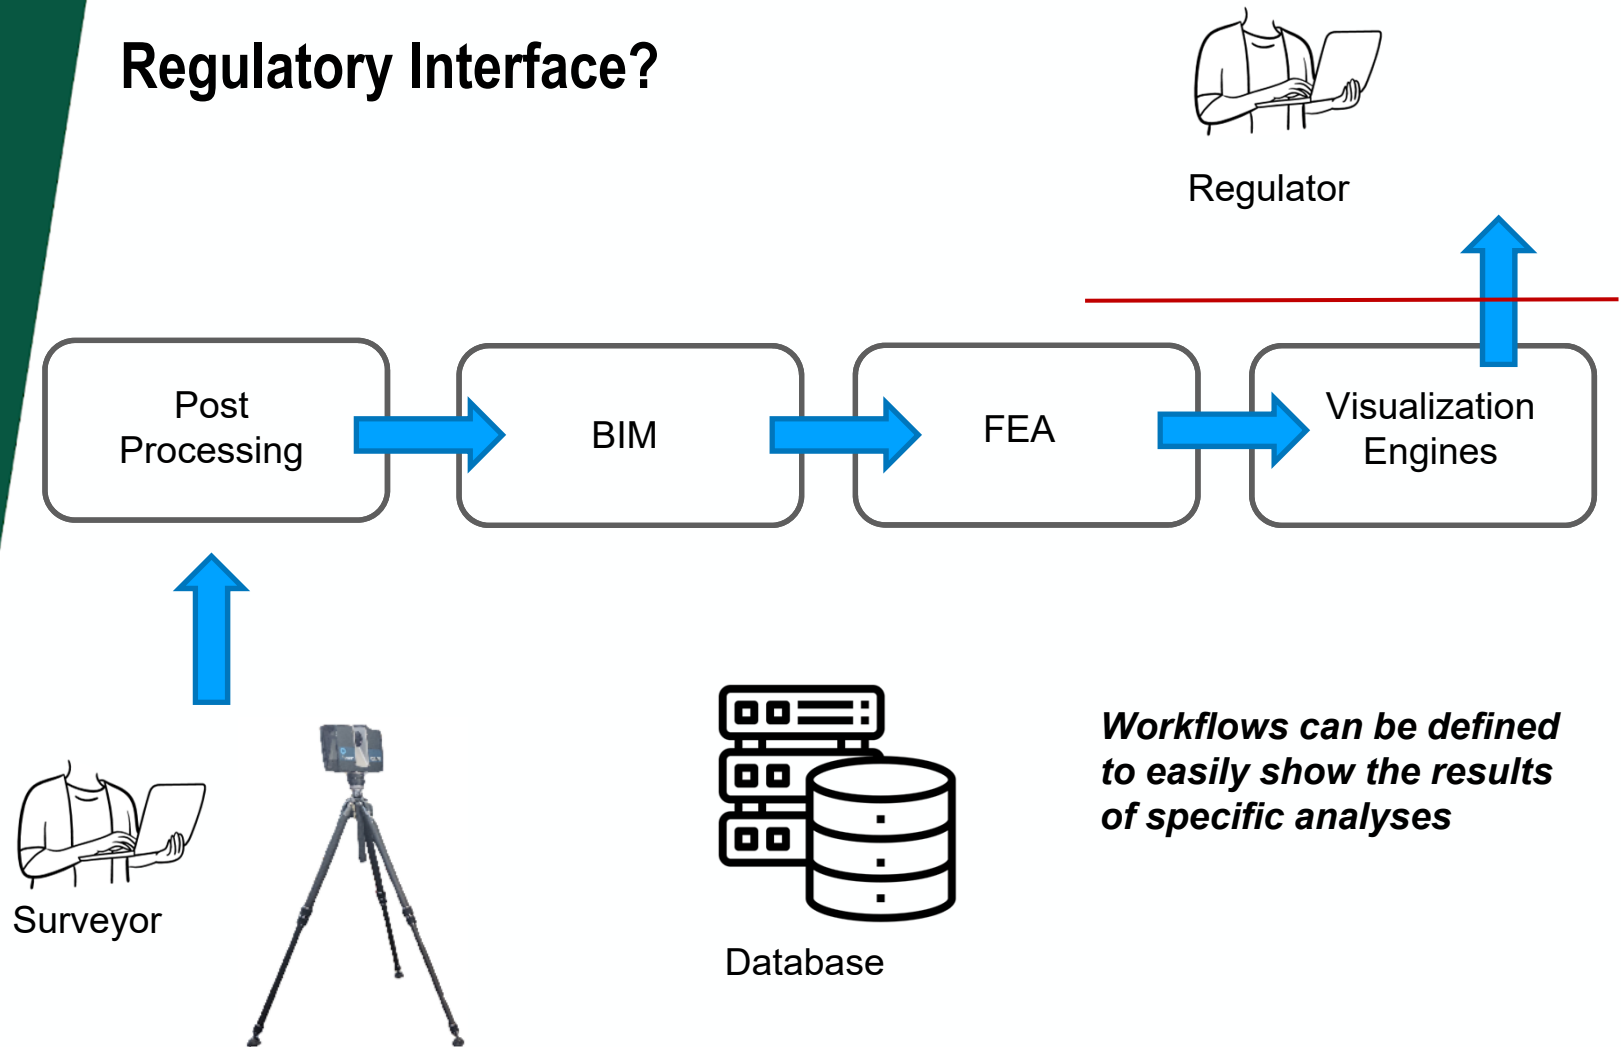 Regulatory Interface?
Regulator
Post
Processing
BIM
FEA
Visualization
Engines
Workflows can be defined
to easily show the results
of specific analyses
Surveyor
Database